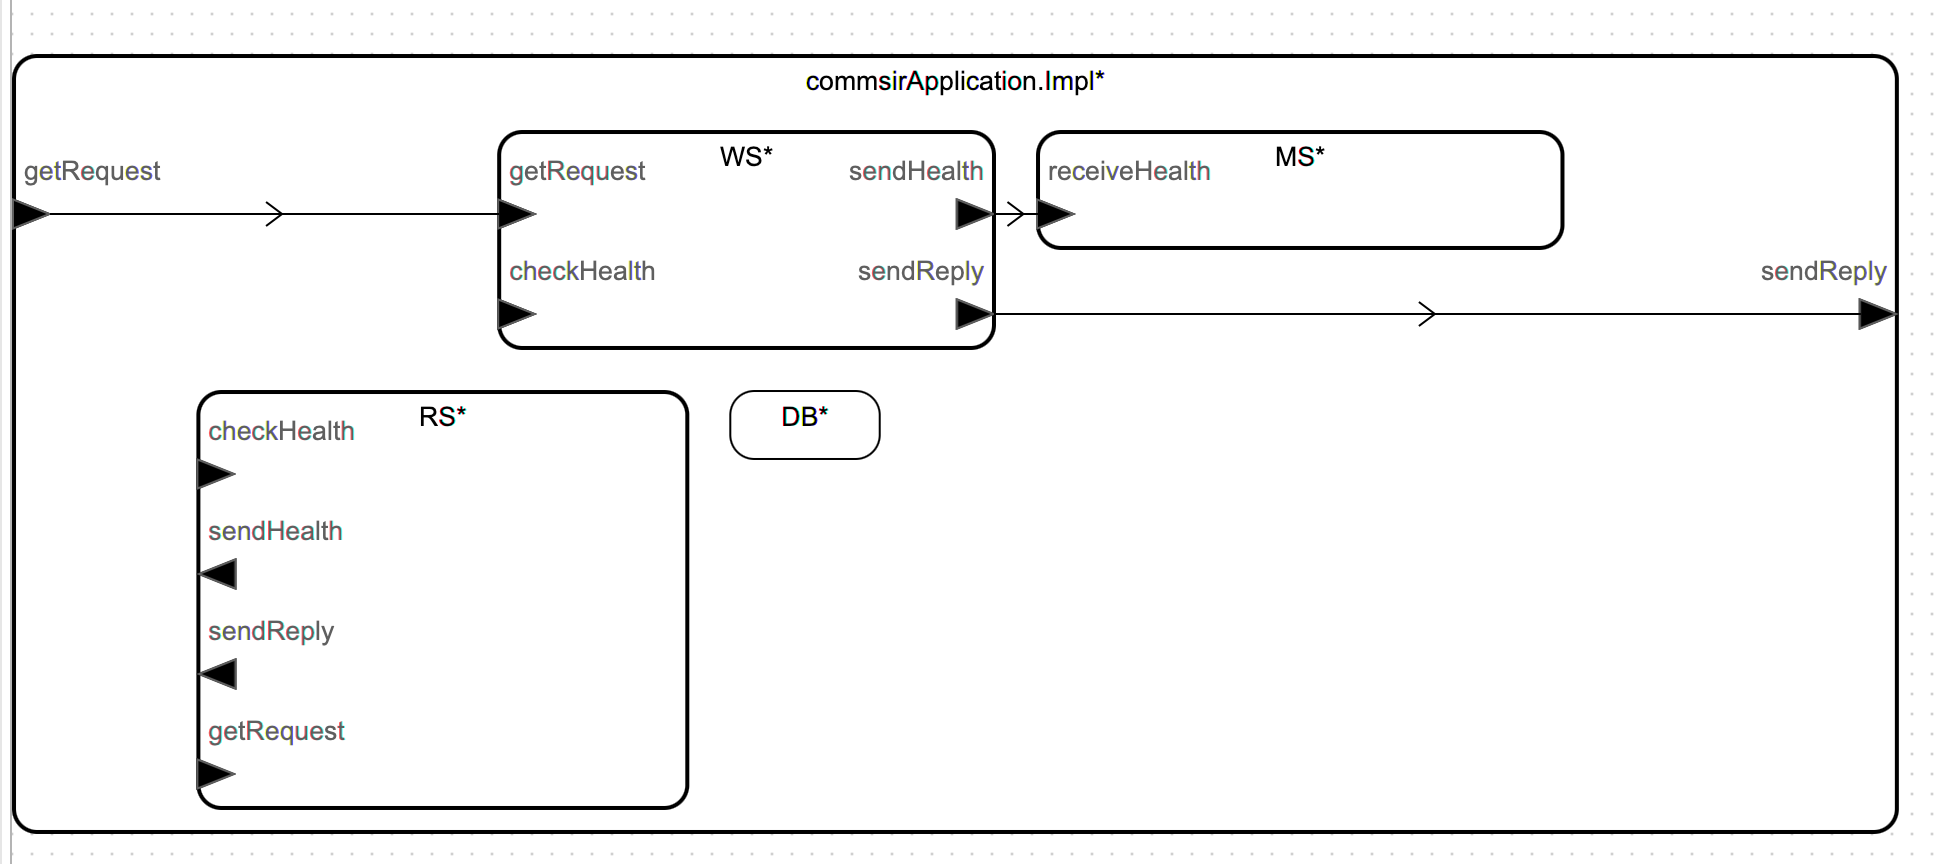 commsirApplication.Impl*
getRequest
WS*
getRequest
sendHealth
checkHealth
sendReply
MS*
receiveHealth
sendReply
RS*
checkHealth
sendHealth
sendReply
getRequest
DB*